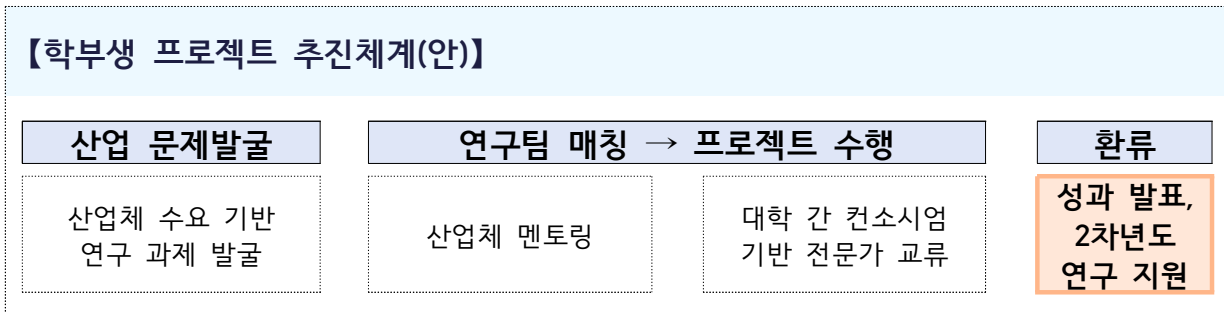 【학부생 프로젝트 추진체계(안)】
산업 문제발굴
연구팀 매칭 → 프로젝트 수행
환류
산업체 수요 기반
연구 과제 발굴
산업체 멘토링
대학 간 컨소시엄
기반 전문가 교류
성과 발표,
2차년도
연구 지원